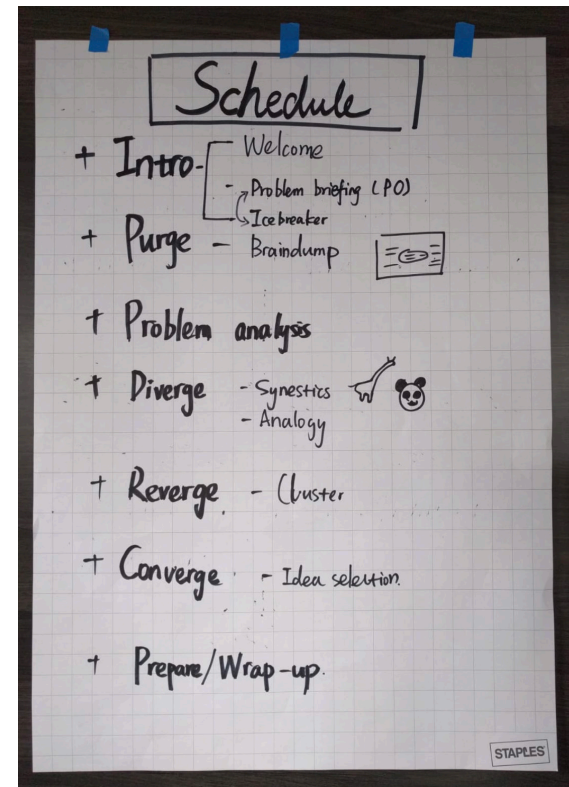 Schedule
+ Intro - Welcome
- Problem briefing (PO)
Icebreaker
+ Purge - Braindump
+ Problem analysis
+ Diverge - Synestics
- Analogy
+ Reverge - Cluster
+ Converge - Idea selection.
+ Prepare/Wrap-up.
STAPLES